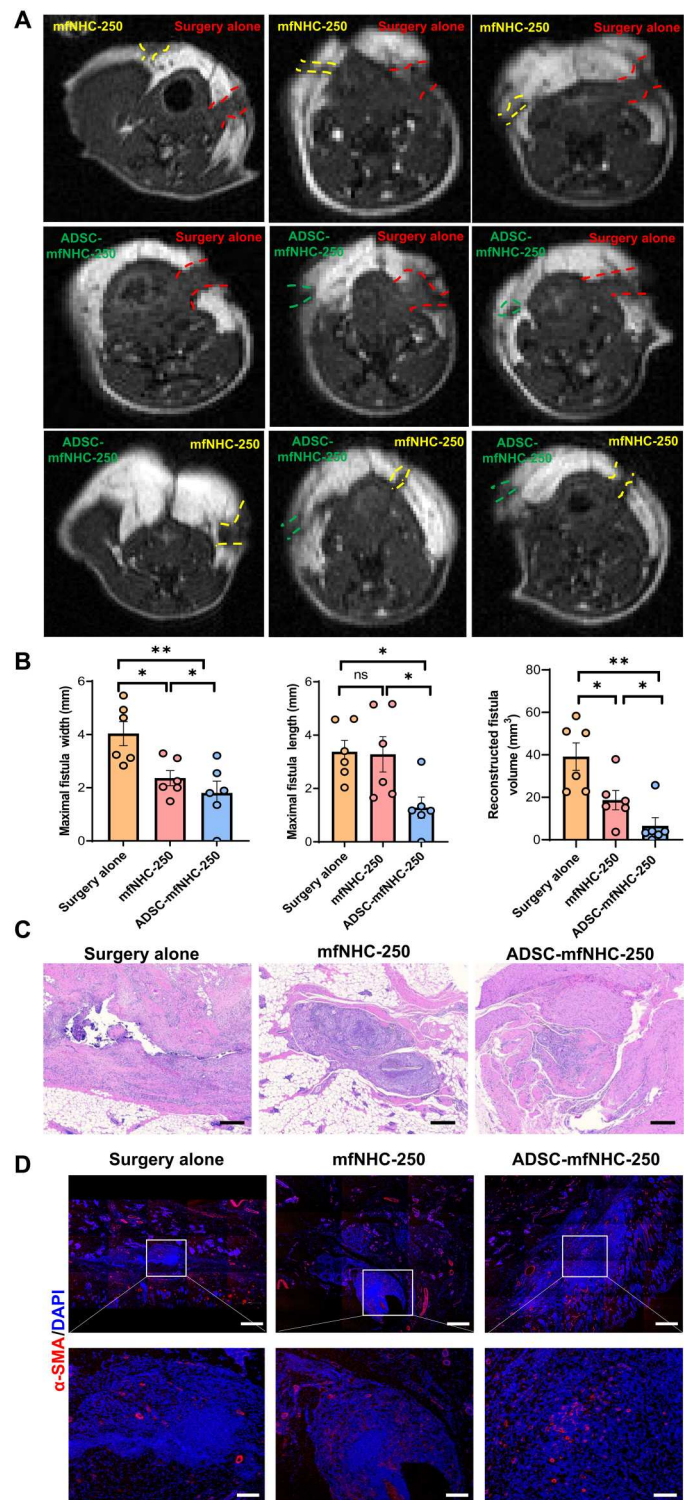 A
mfNHC-250
Surgery alone
mfNHC-250
Surgery alone
mfNHC-250
Surgery alone
ADSC-
mfNHC-250
Surgery alone
ADSC-
mfNHC-250
Surgery alone
ADSC-
mfNHC-250
Surgery alone
ADSC-
mfNHC-250
mfNHC-250
ADSC-
mfNHC-250
mfNHC-250
ADSC-
mfNHC-250
mfNHC-250
B
Maximal fistula width (mm)
6
4
2
0
**
*
*
Surgery alone
mfNHC-250
ADSC-mfNHC-250
Maximal fistula length (mm)
6
4
2
0
*
ns
*
Surgery alone
mfNHC-250
ADSC-mfNHC-250
Reconstructed fistula
volume (mm³)
80
60
40
20
0
**
*
*
Surgery alone
mfNHC-250
ADSC-mfNHC-250
C
Surgery alone
mfNHC-250
ADSC-mfNHC-250
D
Surgery alone
mfNHC-250
ADSC-mfNHC-250
α-SMA/DAPI